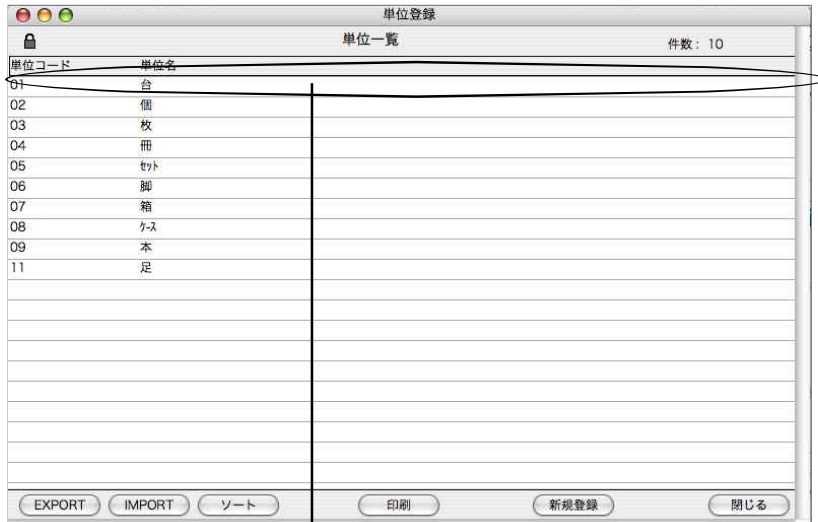 単位登録
単位一覧 件数: 10
単位コード 単位名
01 台
02 個
03 枚
04 冊
05 ｾｯﾄ
06 脚
07 箱
08 ｹｰｽ
09 本
11 足
EXPORT IMPORT ソート 印刷 新規登録 閉じる